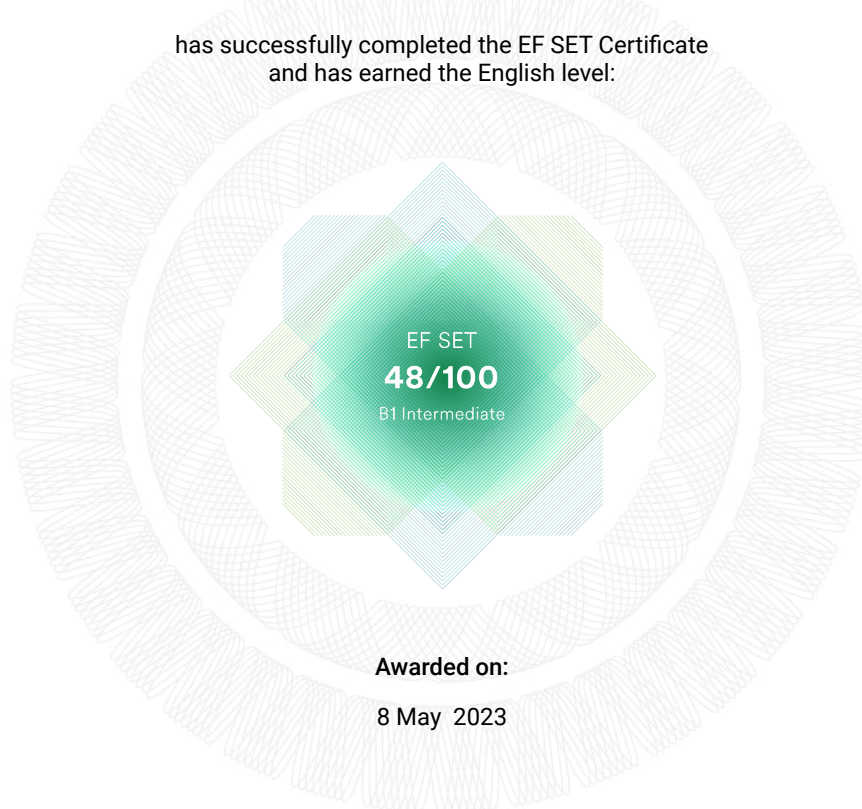 has successfully completed the EF SET Certificate
and has earned the English level:
EF SET
48/100
B1 Intermediate
Awarded on:
8 May 2023